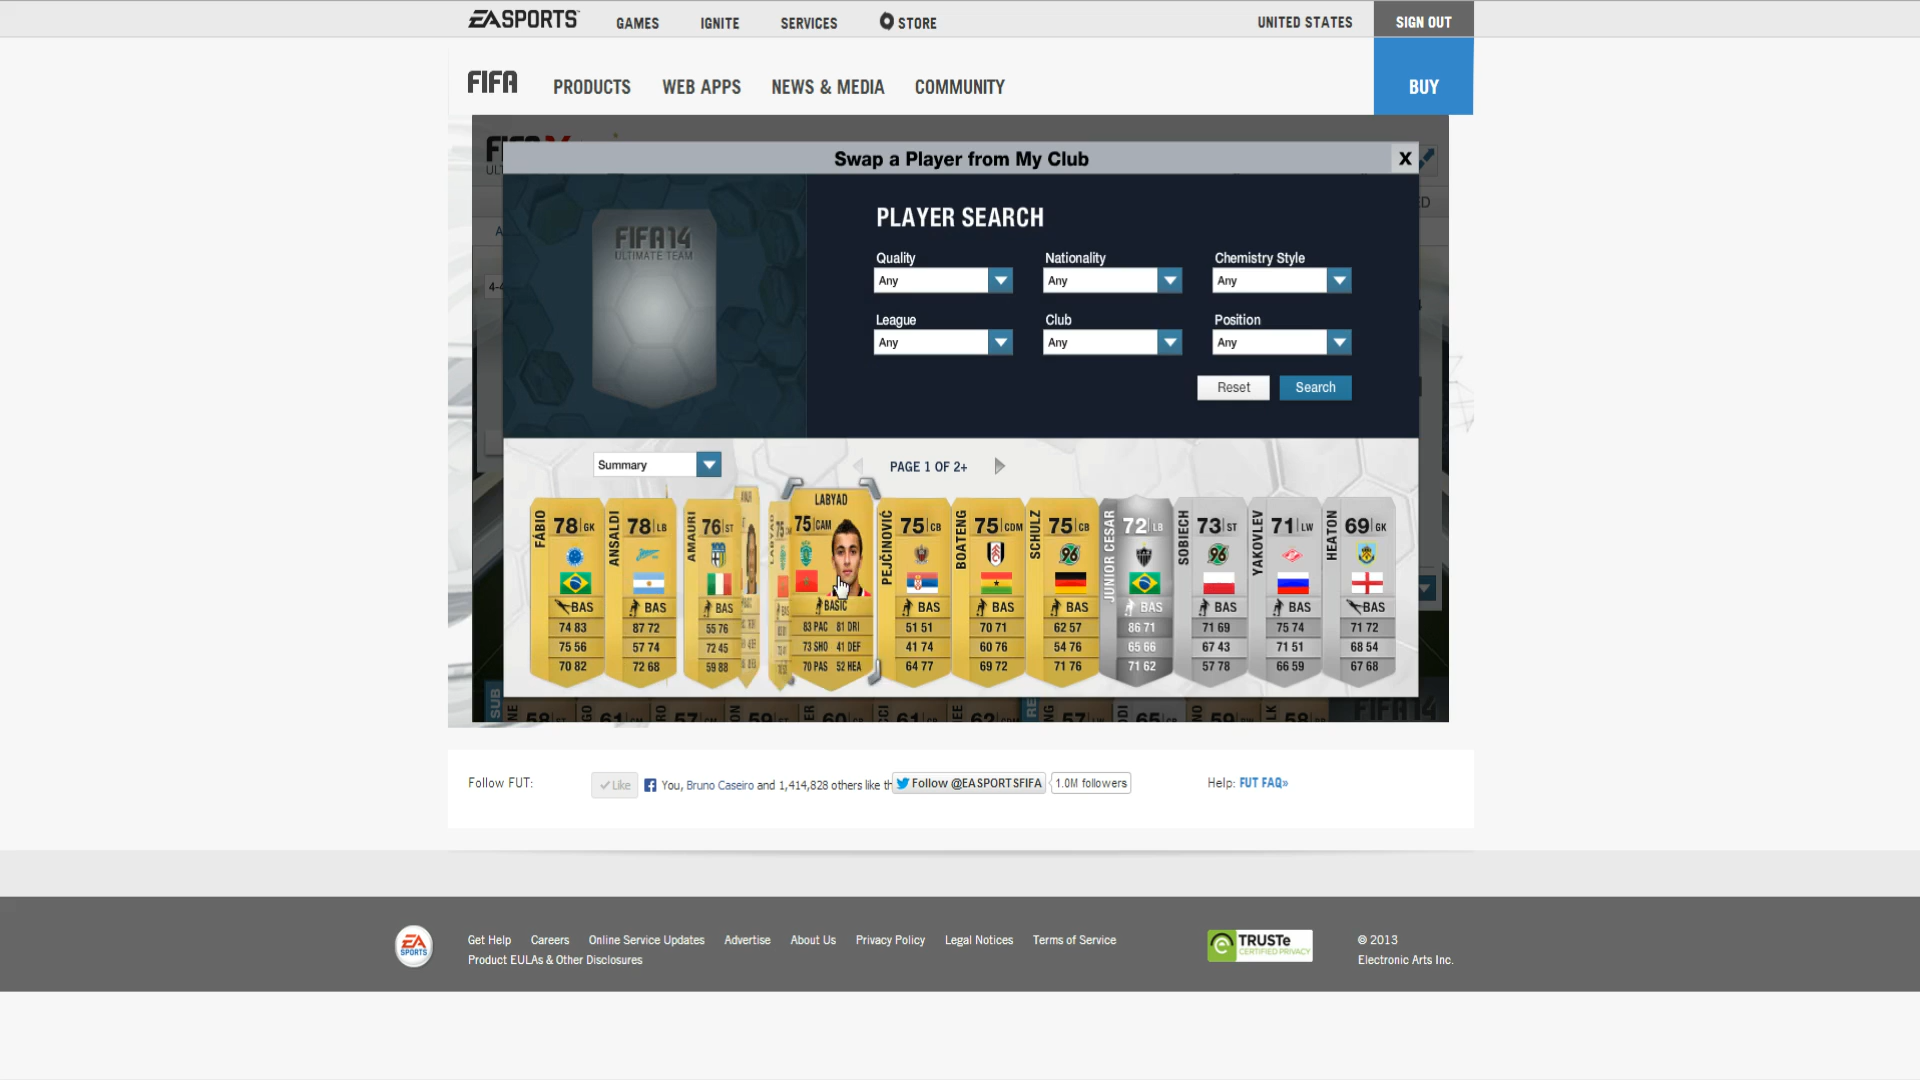 EA SPORTS GAMES IGNITE SERVICES STORE UNITED STATES SIGN OUT
FIFA PRODUCTS WEB APPS NEWS & MEDIA COMMUNITY BUY
Swap a Player from My Club X
FIFA14
ULTIMATE TEAM
PLAYER SEARCH
Quality Nationality Chemistry Style
Any Any Any
League Club Position
Any Any Any
Reset Search
Summary PAGE 1 OF 2+
FÁBIO
78 GK
BAS
74 83
75 56
70 82
ANSALDI
78 LB
BAS
87 72
57 74
72 68
AMAURI
76 ST
BAS
55 76
72 45
59 88
LABYAD
75 CAM
BASIC
83 PAC 81 DRI
73 SHO 41 DEF
70 PAS 52 HEA
PEJČINOVIĆ
75 CB
BAS
51 51
41 74
64 77
BOATENG
75 CDM
BAS
70 71
60 76
69 72
SCHULZ
75 CB
96
BAS
62 57
54 76
71 76
JUNIOR CESAR
72 LB
BAS
86 71
65 66
71 62
SOBIECH
73 ST
96
BAS
71 69
67 43
57 78
YAKOVLEV
71 LW
BAS
75 74
71 51
66 59
HEATON
69 GK
BAS
71 72
68 54
67 68
SUB
FIFA14
Follow FUT: Like You, Bruno Caseiro and 1,414,828 others like th Follow @EASPORTSFIFA 1.0M followers Help: FUT FAQ»
EA SPORTS
Get Help Careers Online Service Updates Advertise About Us Privacy Policy Legal Notices Terms of Service
Product EULAs & Other Disclosures
TRUSTe
CERTIFIED PRIVACY
© 2013
Electronic Arts Inc.